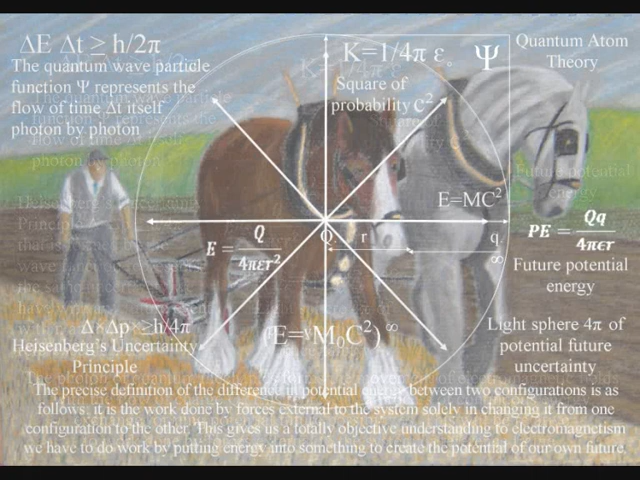 ΔE Δt ≥ h/2π
The quantum wave particle
function Ψ represents the
flow of time Δt itself
photon by photon
K=1/4π ε。
Ψ
Square of
probability C²
Quantum Atom
Theory
E=MC²
E = Q/4πεr²
Q
r
q
∞
PE = Qq/4πεr
Future potential
energy
Δ×Δp×≥h/4π
Heisenberg's Uncertainty
Principle
(E=M₀C²)∞
Light sphere 4π of
potential future
uncertainty
The precise definition of the difference in potential energy between two configurations is as
follows: it is the work done by forces external to the system solely in changing it from one
configuration to the other. This gives us a totally objective understanding to electromagnetism
we have to do work by putting energy into something to create the potential of our own future.